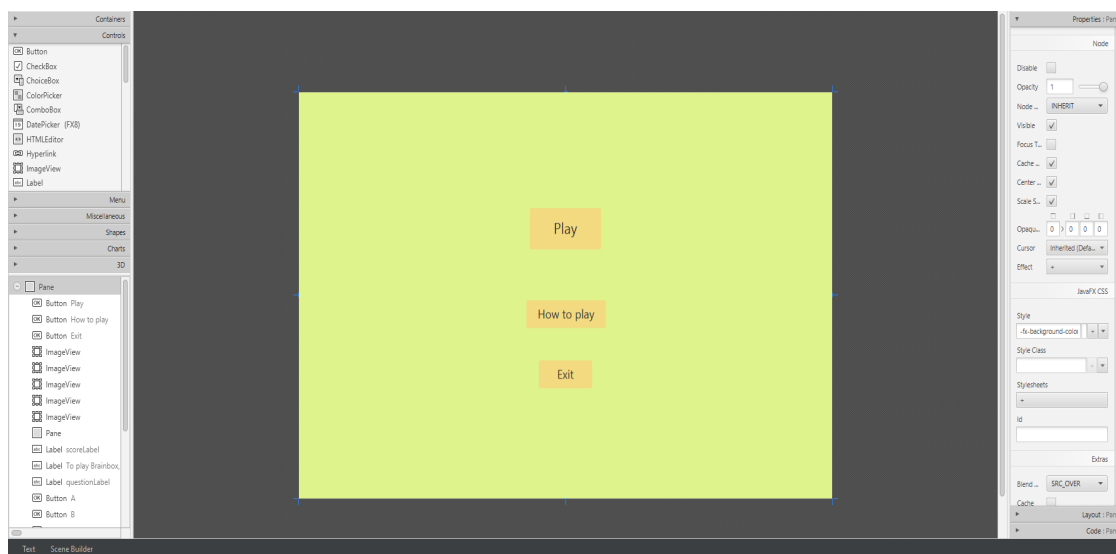 Containers
Controls
Button
CheckBox
ChoiceBox
ColorPicker
ComboBox
DatePicker (FX8)
HTMLEditor
Hyperlink
ImageView
Label
Menu
Miscellaneous
Shapes
Charts
3D
Pane
Button Play
Button How to play
Button Exit
ImageView
ImageView
ImageView
ImageView
ImageView
Pane
Label scoreLabel
Label To play Brainbox,
Label questionLabel
Button A
Button B
Text Scene Builder
Play
How to play
Exit
Properties : Pan
Node
Disable
Opacity 1
Node ... INHERIT
Visible
Focus T...
Cache ...
Center ...
Scale S...
Opaqu... 0 0 0 0
Cursor Inherited (Defa...
Effect +
JavaFX CSS
Style
-fx-background-color
Style Class
Stylesheets
+
Id
Extras
Blend ... SRC_OVER
Cache
Layout : Pan
Code : Pan